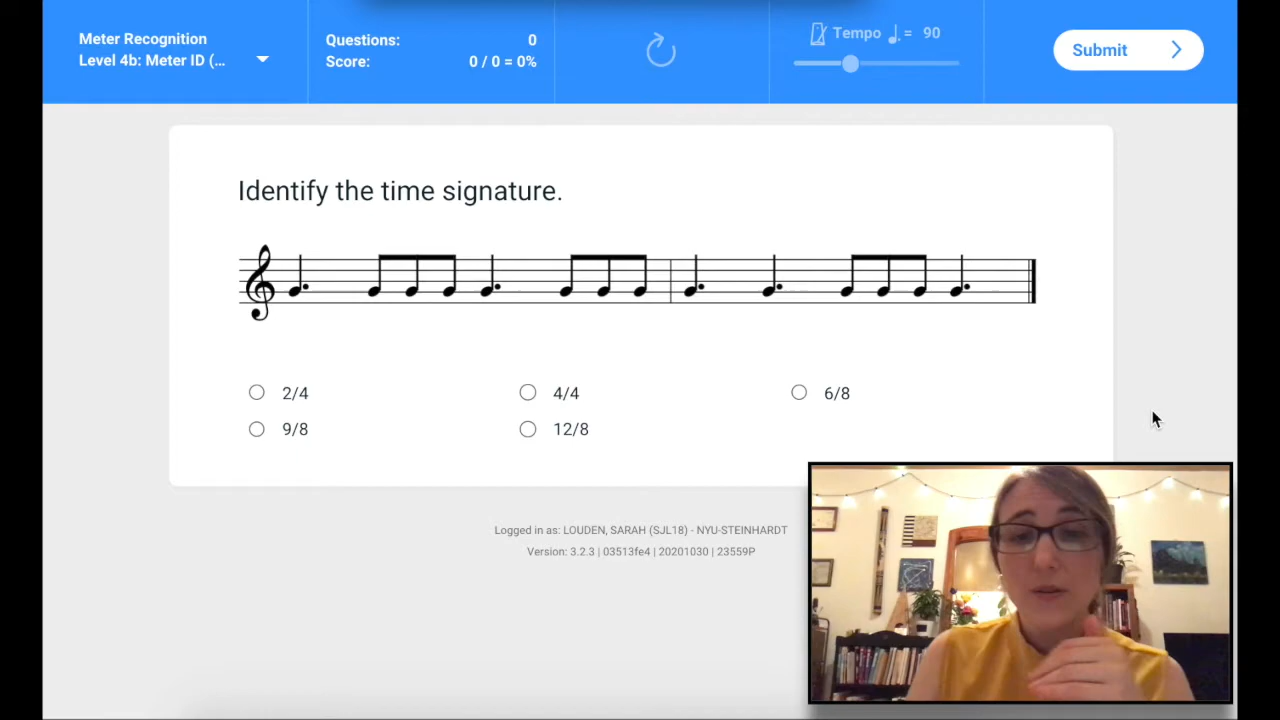 Meter Recognition
Level 4b: Meter ID (...
Questions: 0
Score: 0 / 0 = 0%
Tempo ♩. = 90
Submit
Identify the time signature.
2/4 4/4 6/8
9/8 12/8
Logged in as: LOUDEN, SARAH (SJL18) - NYU-STEINHARDT
Version: 3.2.3 | 03513fe4 | 20201030 | 23559P